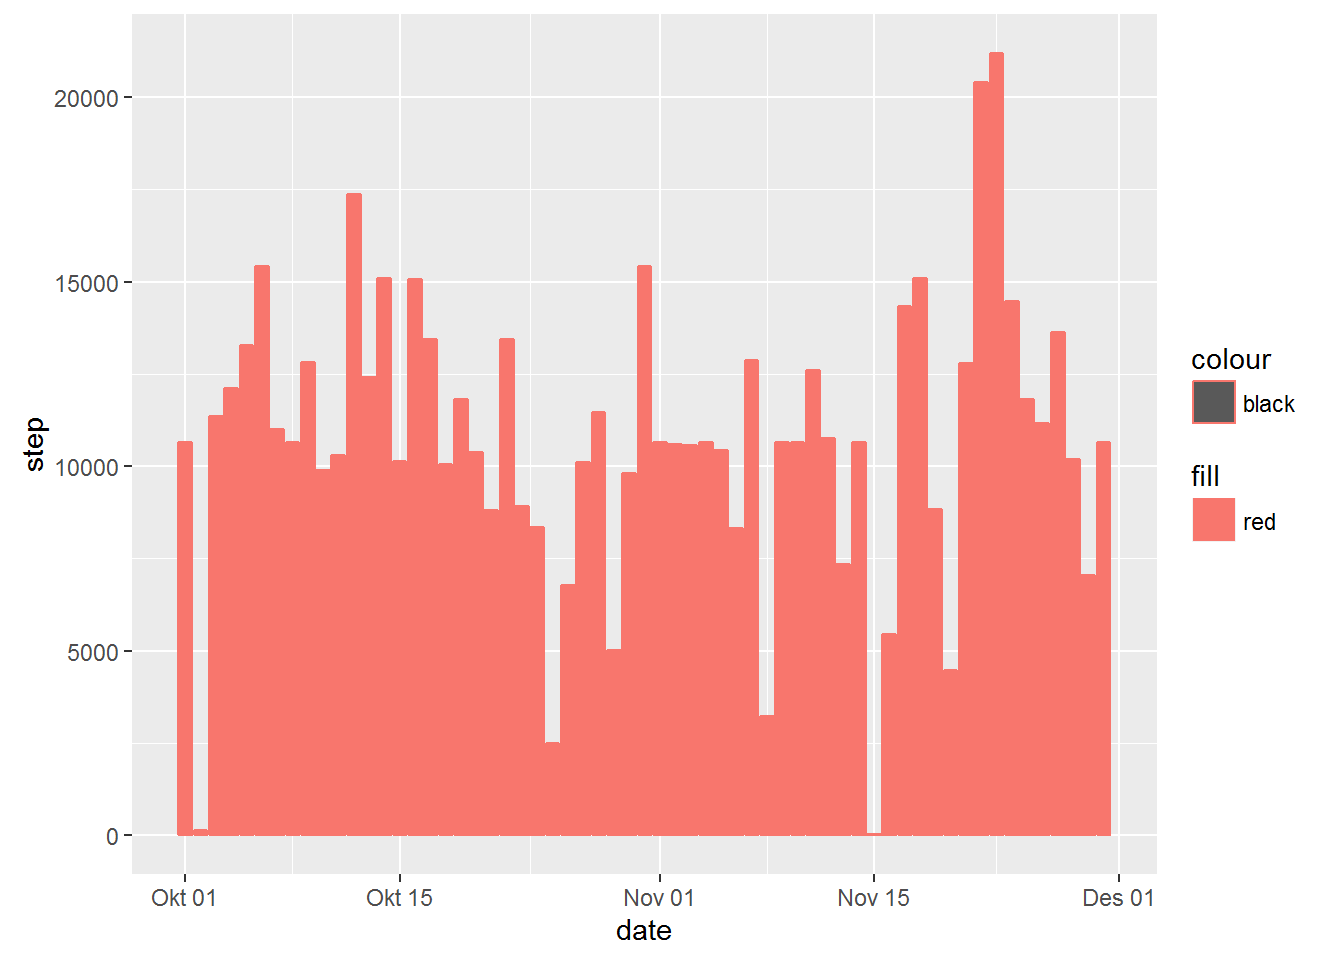 step
20000
15000
10000
5000
0
Okt 01
Okt 15
Nov 01
Nov 15
Des 01
date
colour
black
fill
red